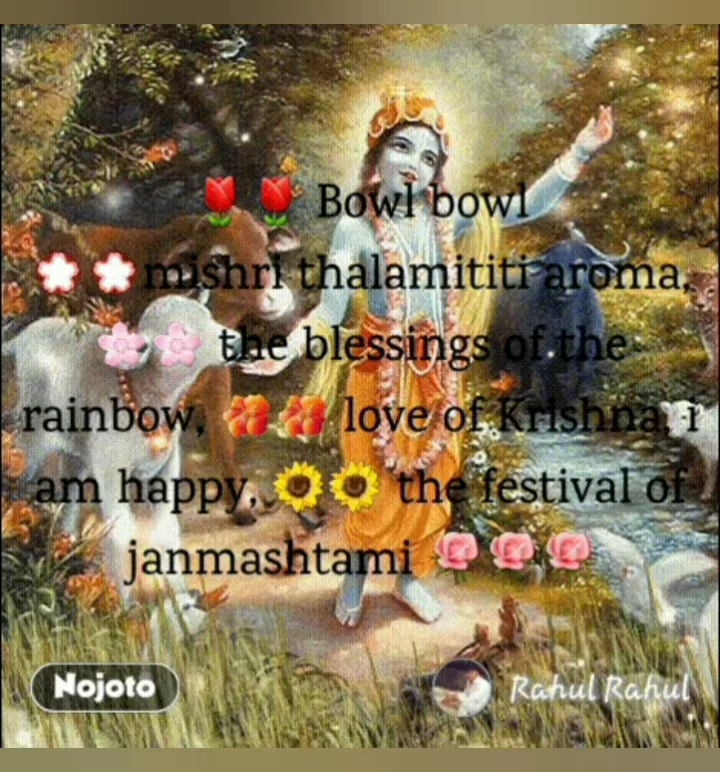 🌷🌷 Bowl bowl
💮💮mishri thalamititi aroma,
🌸🌸 the blessings of the
rainbow, 🌺🌺 love of Krishna, i
am happy, 🌻🌻 the festival of
janmashtami 🌹🌹🌹
Nojoto
Rahul Rahul